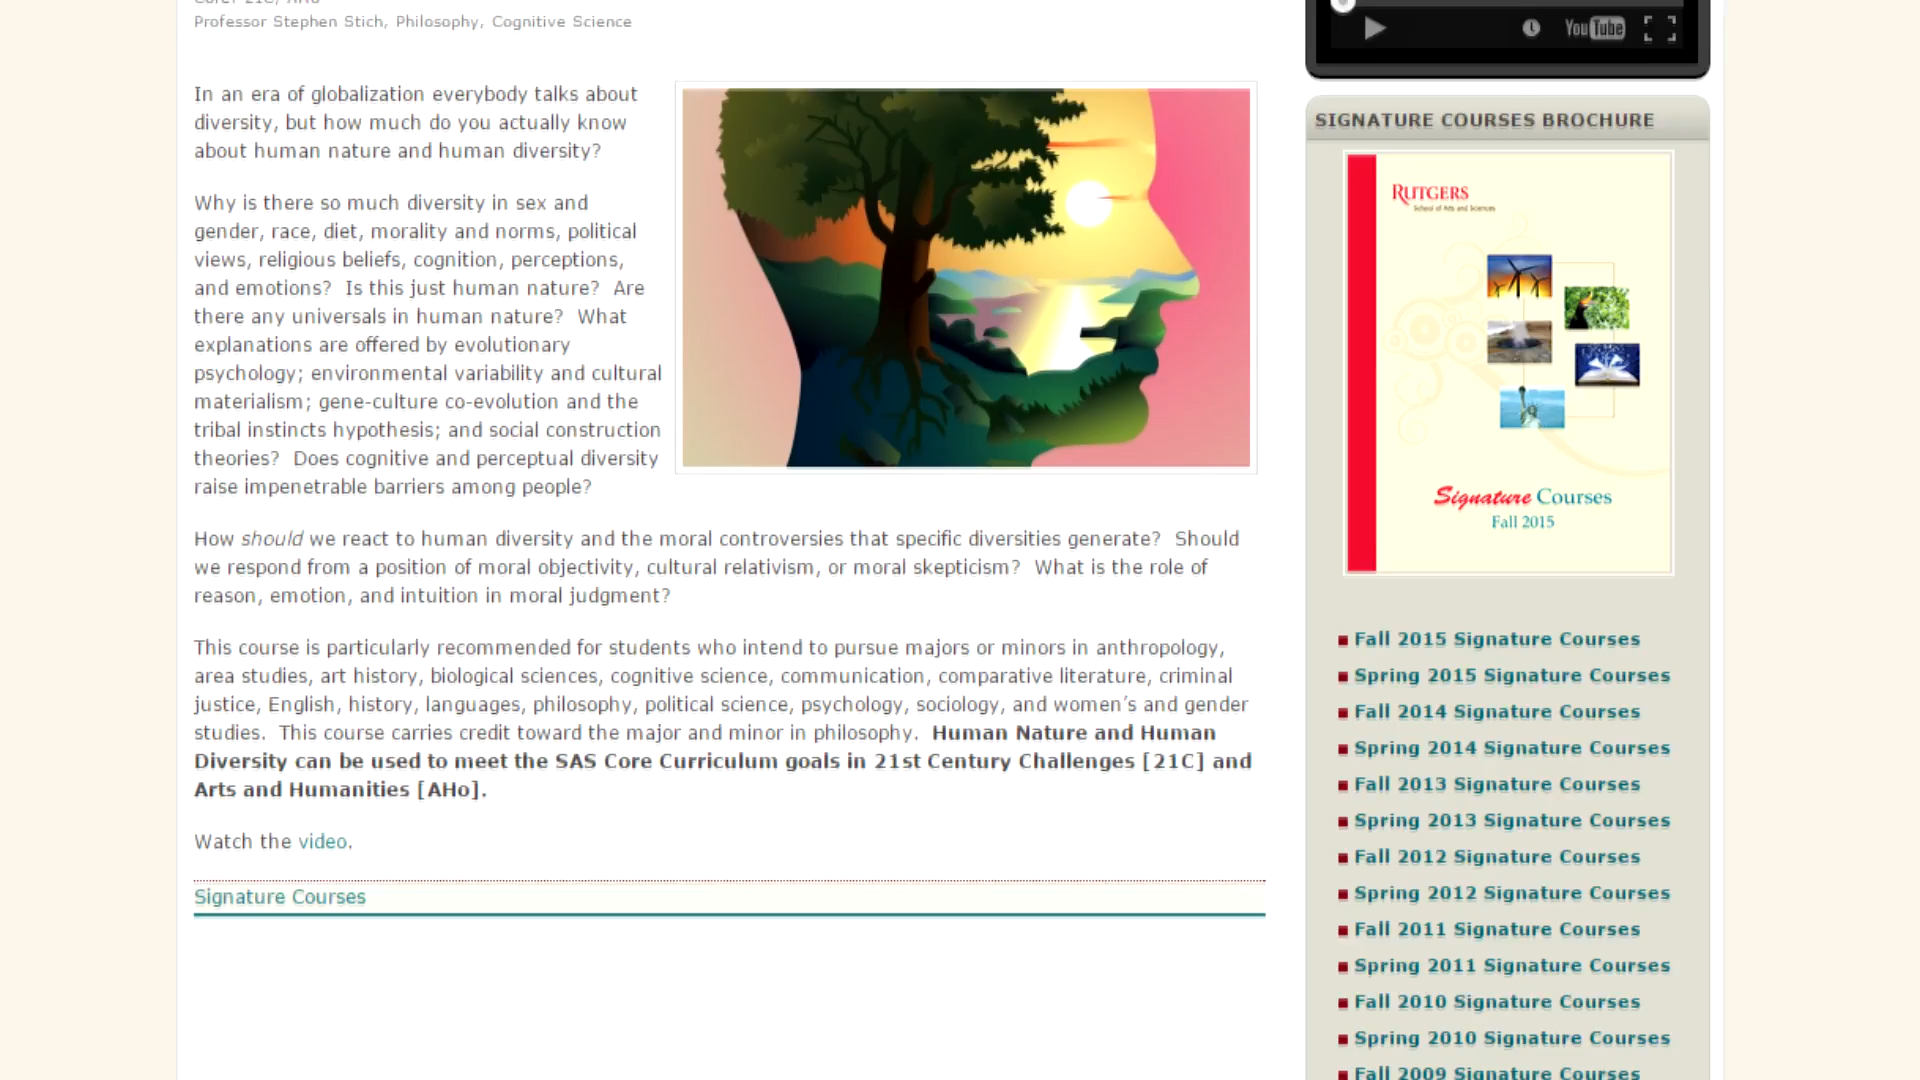 Professor Stephen Stich, Philosophy, Cognitive Science
In an era of globalization everybody talks about
diversity, but how much do you actually know
about human nature and human diversity?
Why is there so much diversity in sex and
gender, race, diet, morality and norms, political
views, religious beliefs, cognition, perceptions,
and emotions?  Is this just human nature?  Are
there any universals in human nature?  What
explanations are offered by evolutionary
psychology; environmental variability and cultural
materialism; gene-culture co-evolution and the
tribal instincts hypothesis; and social construction
theories?  Does cognitive and perceptual diversity
raise impenetrable barriers among people?
How should we react to human diversity and the moral controversies that specific diversities generate?  Should
we respond from a position of moral objectivity, cultural relativism, or moral skepticism?  What is the role of
reason, emotion, and intuition in moral judgment?
This course is particularly recommended for students who intend to pursue majors or minors in anthropology,
area studies, art history, biological sciences, cognitive science, communication, comparative literature, criminal
justice, English, history, languages, philosophy, political science, psychology, sociology, and women´s and gender
studies.  This course carries credit toward the major and minor in philosophy.  Human Nature and Human
Diversity can be used to meet the SAS Core Curriculum goals in 21st Century Challenges [21C] and
Arts and Humanities [AHo].
Watch the video.
Signature Courses
YouTube
SIGNATURE COURSES BROCHURE
RUTGERS
School of Arts and Sciences
Signature Courses
Fall 2015
Fall 2015 Signature Courses
Spring 2015 Signature Courses
Fall 2014 Signature Courses
Spring 2014 Signature Courses
Fall 2013 Signature Courses
Spring 2013 Signature Courses
Fall 2012 Signature Courses
Spring 2012 Signature Courses
Fall 2011 Signature Courses
Spring 2011 Signature Courses
Fall 2010 Signature Courses
Spring 2010 Signature Courses
Fall 2009 Signature Courses